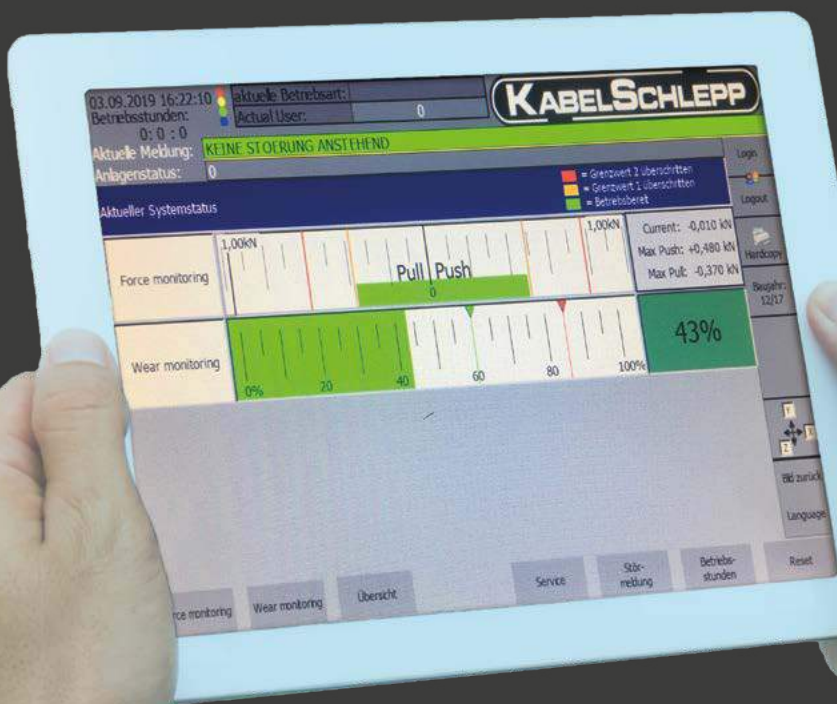 03.09.2019 16:22:10
aktuelle Betriebsart:
Betriebsstunden:
Actual User: 0
0: 0 : 0
KABELSCHLEPP
Aktuelle Meldung: KEINE STOERUNG ANSTEHEND
Anlagenstatus: 0
Login
Logout
Hardcopy
Baujahr:
12/17
Aktueller Systemstatus
= Grenzwert 2 überschritten
= Grenzwert 1 überschritten
= Betriebsbereit
Force monitoring
1,00kN
Pull Push
0
1,00kN
Current: -0,010 kN
Max Push: +0,480 kN
Max Pull: -0,370 kN
Wear monitoring
0% 20 40 60 80 100%
43%
Y
X
Z
Bild zurück
Language
rce monitoring
Wear monitoring
Übersicht
Service
Stör-
meldung
Betriebs-
stunden
Reset